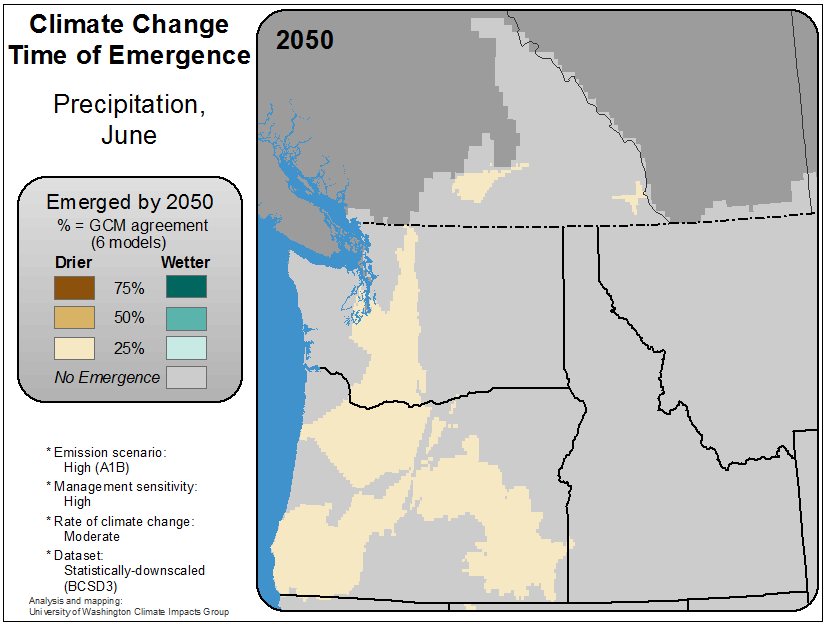 Climate Change
Time of Emergence
Precipitation,
June
2050
Emerged by 2050
% = GCM agreement
(6 models)
Drier Wetter
75%
50%
25%
No Emergence
* Emission scenario:
High (A1B)
* Management sensitivity:
High
* Rate of climate change:
Moderate
* Dataset:
Statistically-downscaled
(BCSD3)
Analysis and mapping:
University of Washington Climate Impacts Group